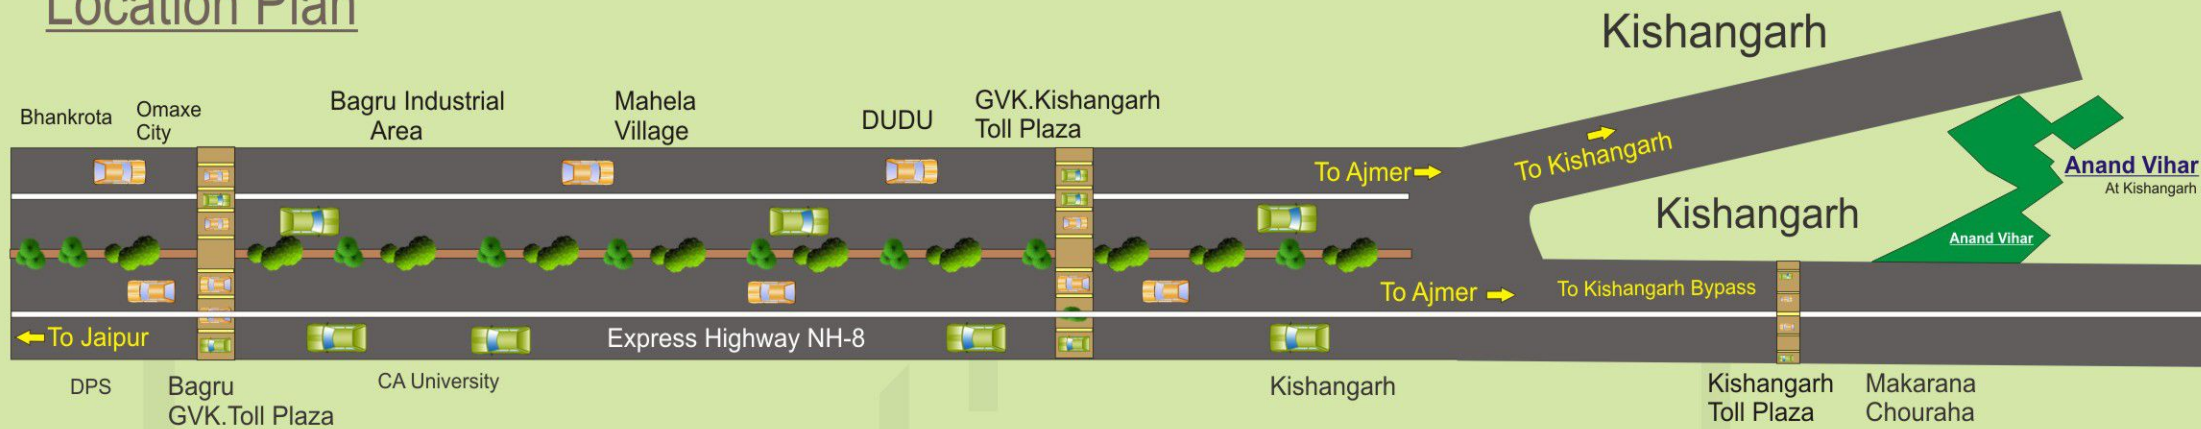 Location Plan
Kishangarh
Bhankrota
Omaxe
City
Bagru Industrial
Area
Mahela
Village
DUDU
GVK.Kishangarh
Toll Plaza
To Ajmer
To Kishangarh
Anand Vihar
At Kishangarh
Kishangarh
Anand Vihar
To Ajmer
To Kishangarh Bypass
To Jaipur
Express Highway NH-8
DPS
Bagru
GVK.Toll Plaza
CA University
Kishangarh
Kishangarh
Toll Plaza
Makarana
Chouraha